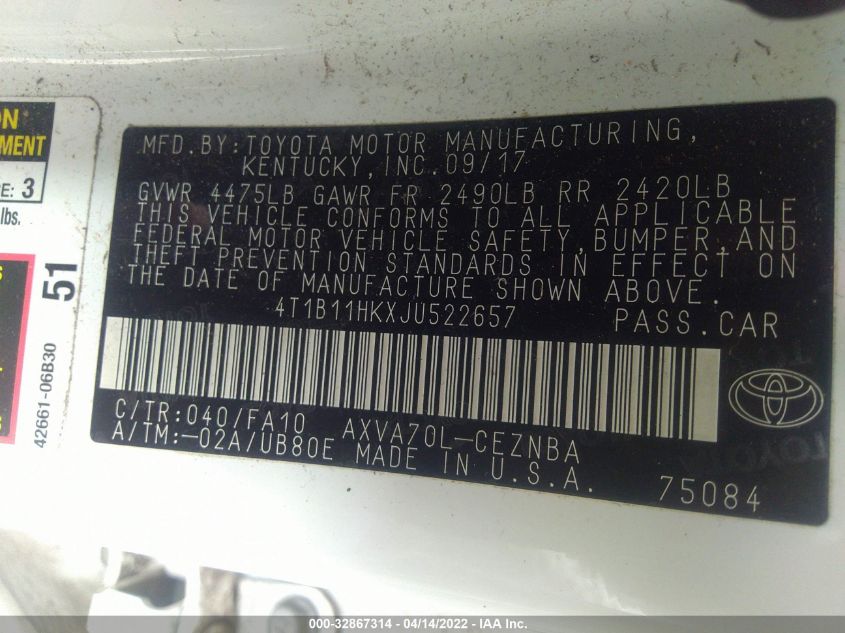 MFD.BY:TOYOTA MOTOR MANUFACTURING,
KENTUCKY,INC.09/17
GVWR 4475LB GAWR FR 2490LB RR 2420LB
THIS VEHICLE CONFORMS TO ALL APPLICABLE
FEDERAL MOTOR VEHICLE SAFETY,BUMPER,AND
THEFT PREVENTION STANDARDS IN EFFECT ON
THE DATE OF MANUFACTURE SHOWN ABOVE.
4T1B11HKXJU522657 PASS.CAR
C/TR:040/FA10 AXVA70L-CEZNBA
A/TM:-02A/UB80E MADE IN U.S.A. 75084
ON
EMENT
E: 3
lbs.
51
42661-06B30
000-32867314 - 04/14/2022 - IAA Inc.